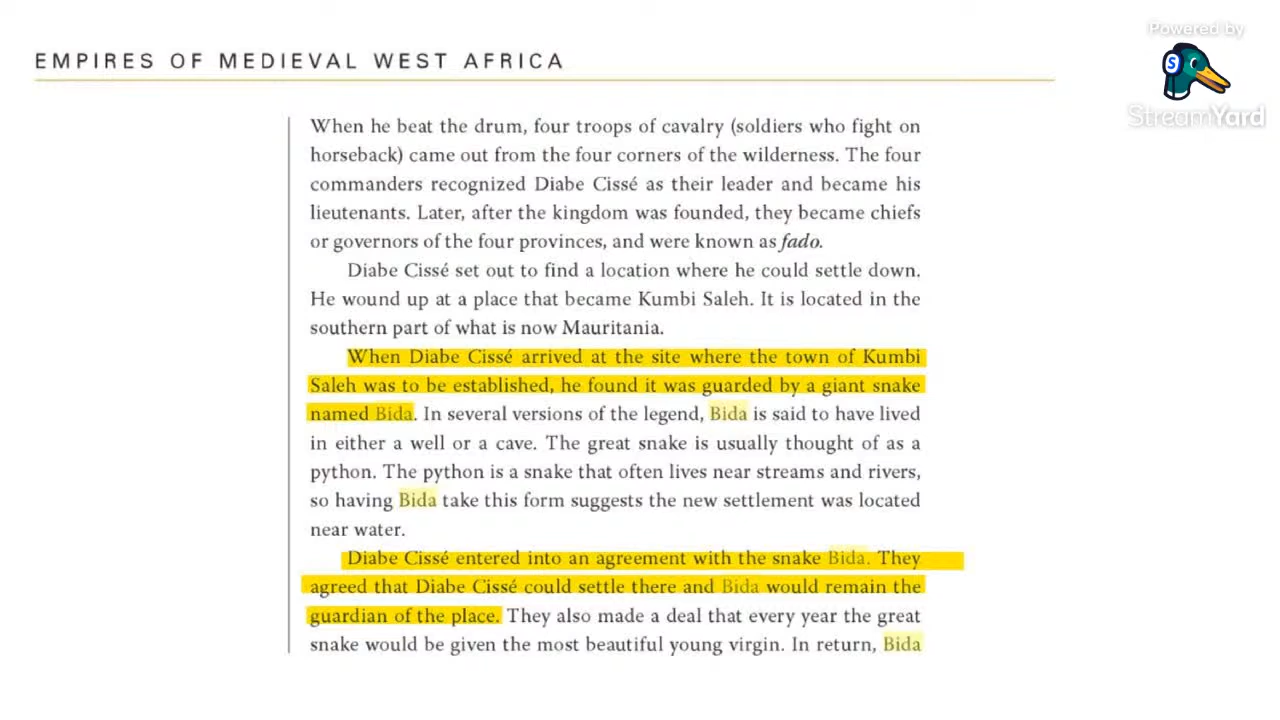 Powered by
S
StreamYard
EMPIRES OF MEDIEVAL WEST AFRICA
When he beat the drum, four troops of cavalry (soldiers who fight on
horseback) came out from the four corners of the wilderness. The four
commanders recognized Diabe Cissé as their leader and became his
lieutenants. Later, after the kingdom was founded, they became chiefs
or governors of the four provinces, and were known as fado.
Diabe Cissé set out to find a location where he could settle down.
He wound up at a place that became Kumbi Saleh. It is located in the
southern part of what is now Mauritania.
When Diabe Cissé arrived at the site where the town of Kumbi
Saleh was to be established, he found it was guarded by a giant snake
named Bida. In several versions of the legend, Bida is said to have lived
in either a well or a cave. The great snake is usually thought of as a
python. The python is a snake that often lives near streams and rivers,
so having Bida take this form suggests the new settlement was located
near water.
Diabe Cissé entered into an agreement with the snake Bida. They
agreed that Diabe Cissé could settle there and Bida would remain the
guardian of the place. They also made a deal that every year the great
snake would be given the most beautiful young virgin. In return, Bida